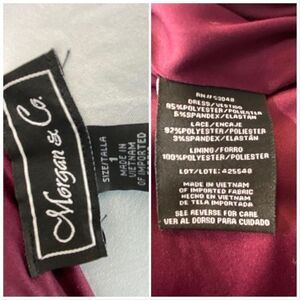 Morgan & Co.
SIZE/TALLA
1
MADE IN
VIETNAM
OF IMPORTED
RN # 53048
DRESS/VESTIDO
95%POLYESTER/POLIESTER
5%SPANDEX/ELASTAN
LACE/ENCAJE
97%POLYESTER/POLIESTER
3%SPANDEX/ELASTAN
LINING/FORRO
100%POLYESTER/POLIESTER
LOT/LOTE: 425540
MADE IN VIETNAM
OF IMPORTED FABRIC
HECHO EN VIETNAM
DE TELA IMPORTADA
SEE REVERSE FOR CARE
VER AL DORSO PARA CUIDADO